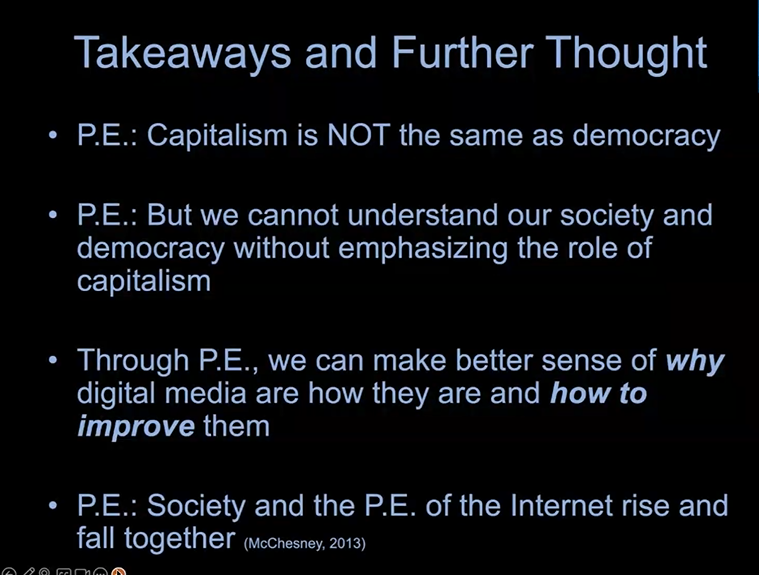 Takeaways and Further Thought
• P.E.: Capitalism is NOT the same as democracy
• P.E.: But we cannot understand our society and
democracy without emphasizing the role of
capitalism
• Through P.E., we can make better sense of why
digital media are how they are and how to
improve them
• P.E.: Society and the P.E. of the Internet rise and
fall together (McChesney, 2013)